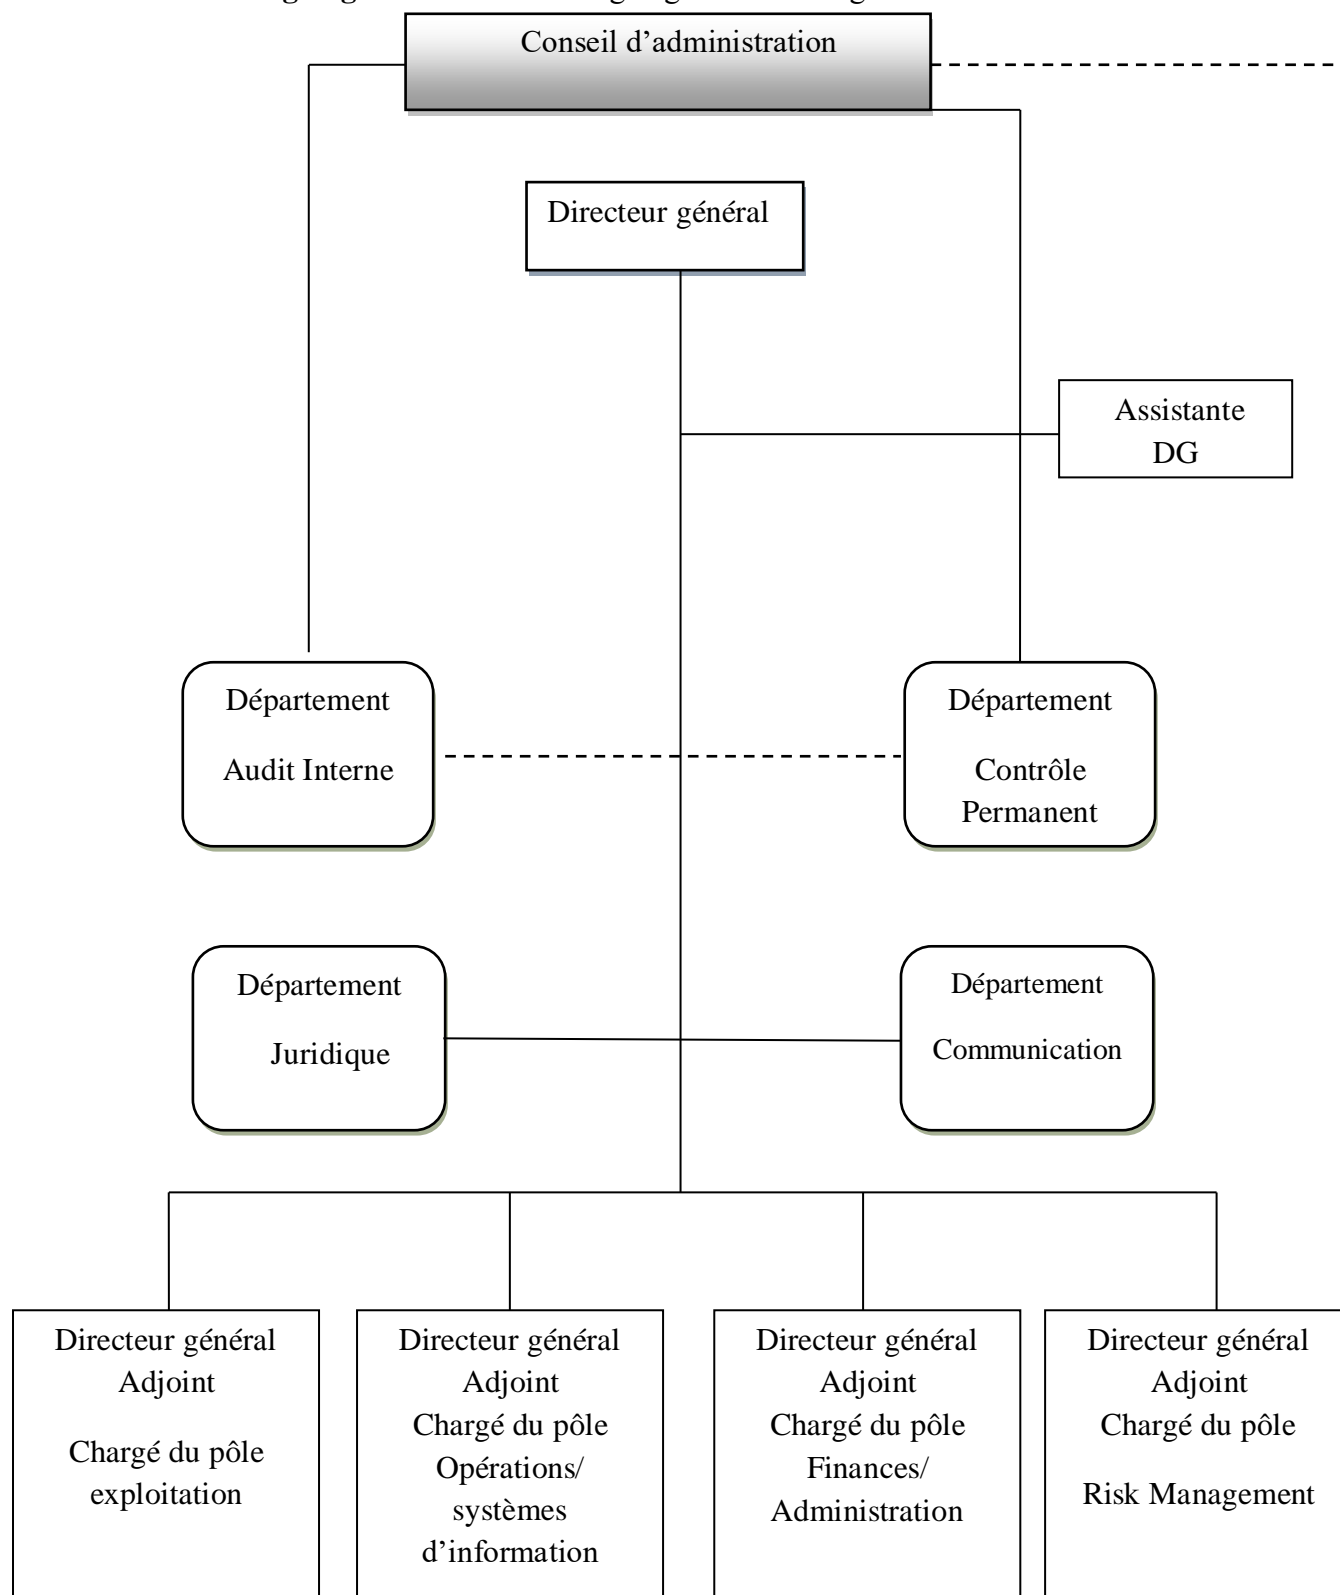 Conseil d’administration
Directeur général
Assistante
DG
Département
Audit Interne
Département
Contrôle
Permanent
Département
Juridique
Département
Communication
Directeur général
Adjoint
Chargé du pôle
exploitation
Directeur général
Adjoint
Chargé du pôle
Opérations/
systèmes
d’information
Directeur général
Adjoint
Chargé du pôle
Finances/
Administration
Directeur général
Adjoint
Chargé du pôle
Risk Management